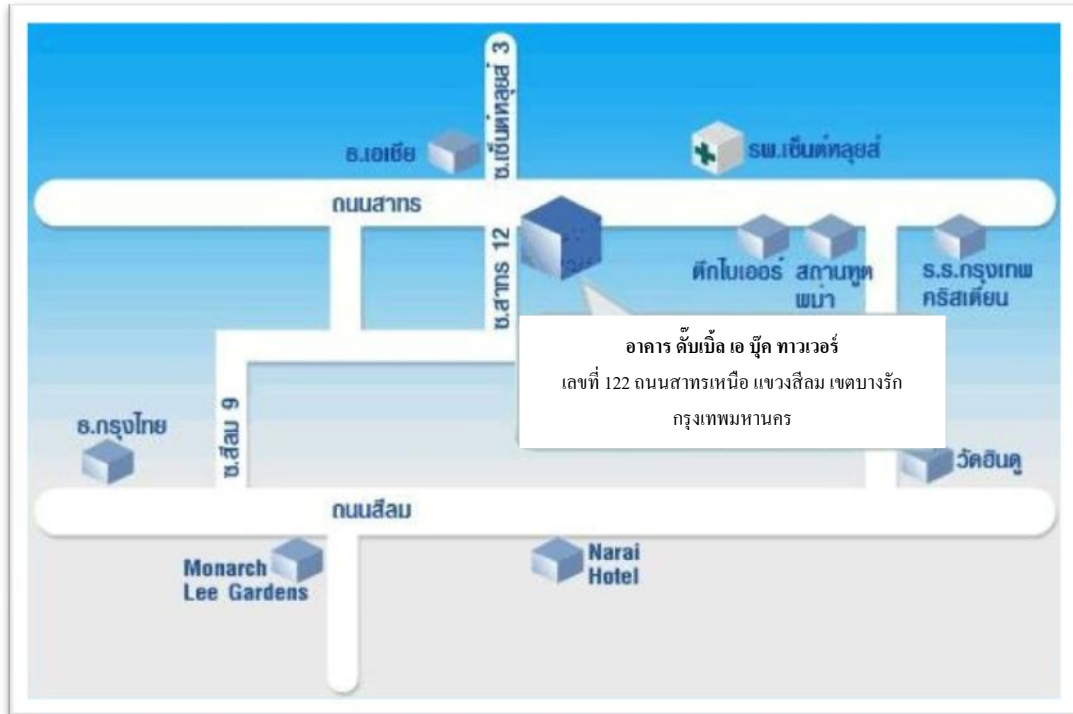 ซ.เซ็นต์หลุยส์ 3
ธ.เอเชีย
รพ.เซ็นต์หลุยส์
ถนนสาทร
ซ.สาทร 12
ตึกไบเออร์
สถานทูต
พม่า
ร.ร.กรุงเทพ
คริสเตียน
อาคาร ดั๊บเบิ้ล เอ บุ๊ค ทาวเวอร์
เลขที่ 122 ถนนสาทรเหนือ แขวงสีลม เขตบางรัก
กรุงเทพมหานคร
ธ.กรุงไทย
ซ.สีลม 9
วัดฮินดู
ถนนสีลม
Monarch
Lee Gardens
Narai
Hotel